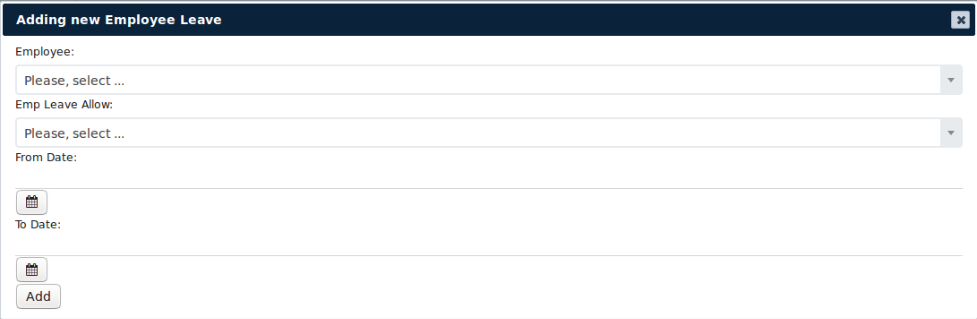 Adding new Employee Leave
Employee:
Please, select ...
Emp Leave Allow:
Please, select ...
From Date:
To Date:
Add